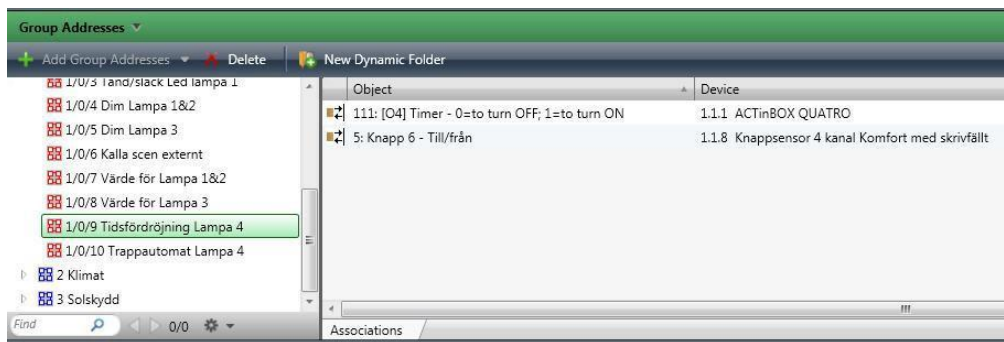 Group Addresses
Add Group Addresses Delete New Dynamic Folder
1/0/3 Tänd/släck Led lampa 1
1/0/4 Dim Lampa 1&2
1/0/5 Dim Lampa 3
1/0/6 Kalla scen externt
1/0/7 Värde för Lampa 1&2
1/0/8 Värde för Lampa 3
1/0/9 Tidsfördröjning Lampa 4
1/0/10 Trappautomat Lampa 4
2 Klimat
3 Solskydd
Find 0/0
Object Device
111: [O4] Timer - 0=to turn OFF; 1=to turn ON 1.1.1 ACTinBOX QUATRO
5: Knapp 6 - Till/från 1.1.8 Knappsensor 4 kanal Komfort med skrivfällt
Associations